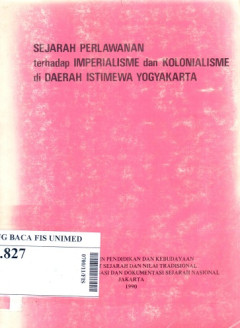 SEJARAH PERLAWANAN
terhadap IMPERIALISME dan KOLONIALISME
di DAERAH ISTIMEWA YOGYAKARTA
G BACA FIS UNIMED
.827
PENDIDIKAN DAN KEBUDAYAAN
SEJARAH DAN NILAI TRADISIONAL
DAN DOKUMENTASI SEJARAH NASIONAL
JAKARTA
1990